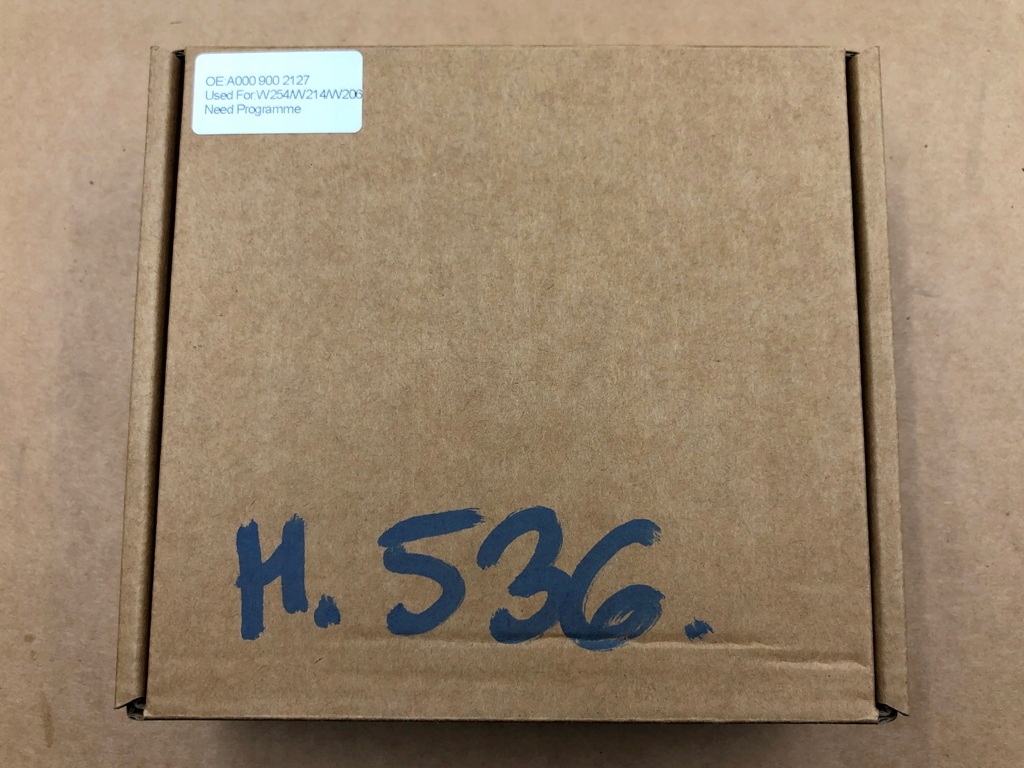 OE:A000 900 2127
Used For:W254/W214/W206
Need Programme
H. 536.